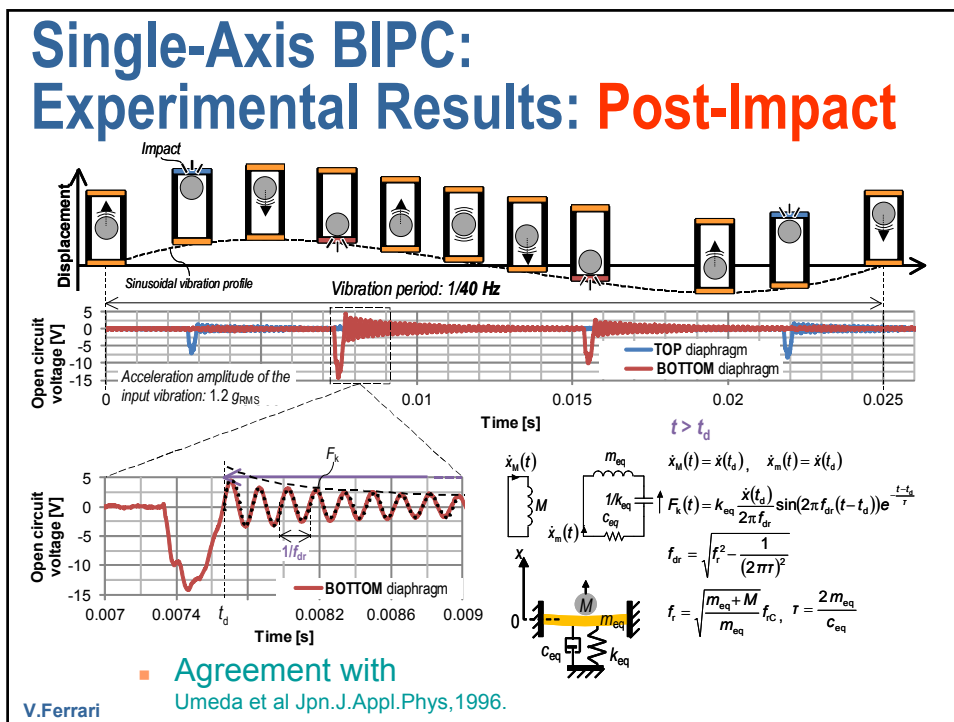 Single-Axis BIPC:
Experimental Results: Post-Impact
Impact
Displacement
Sinusoidal vibration profile
Vibration period: 1/40 Hz
Open circuit
voltage [V]
5
0
-5
-10
-15
TOP diaphragm
BOTTOM diaphragm
Acceleration amplitude of the
input vibration: 1.2 gRMS
0
0.01
0.015
0.02
0.025
Time [s]
t > td
Fk
Open circuit
voltage [V]
5
0
-5
-10
-15
1/fdr
BOTTOM diaphragm
0.007
0.0074
td
0.0082
0.0086
0.009
Time [s]
ẋM(t)
M
meq
1/keq
ceq
ẋm(t)
ẋM(t) = ẋ(td), ẋm(t) = ẋ(td)
Fk(t) = keq ẋ(td)/2πfdr sin(2πfdr(t−td))e^−(t−td)/τ
fdr = √(fr² − 1/(2πτ)²)
fr = √((meq + M)/meq) frC, τ = 2meq/ceq
x
0
M
meq
ceq
keq
Agreement with
Umeda et al Jpn.J.Appl.Phys,1996.
V.Ferrari